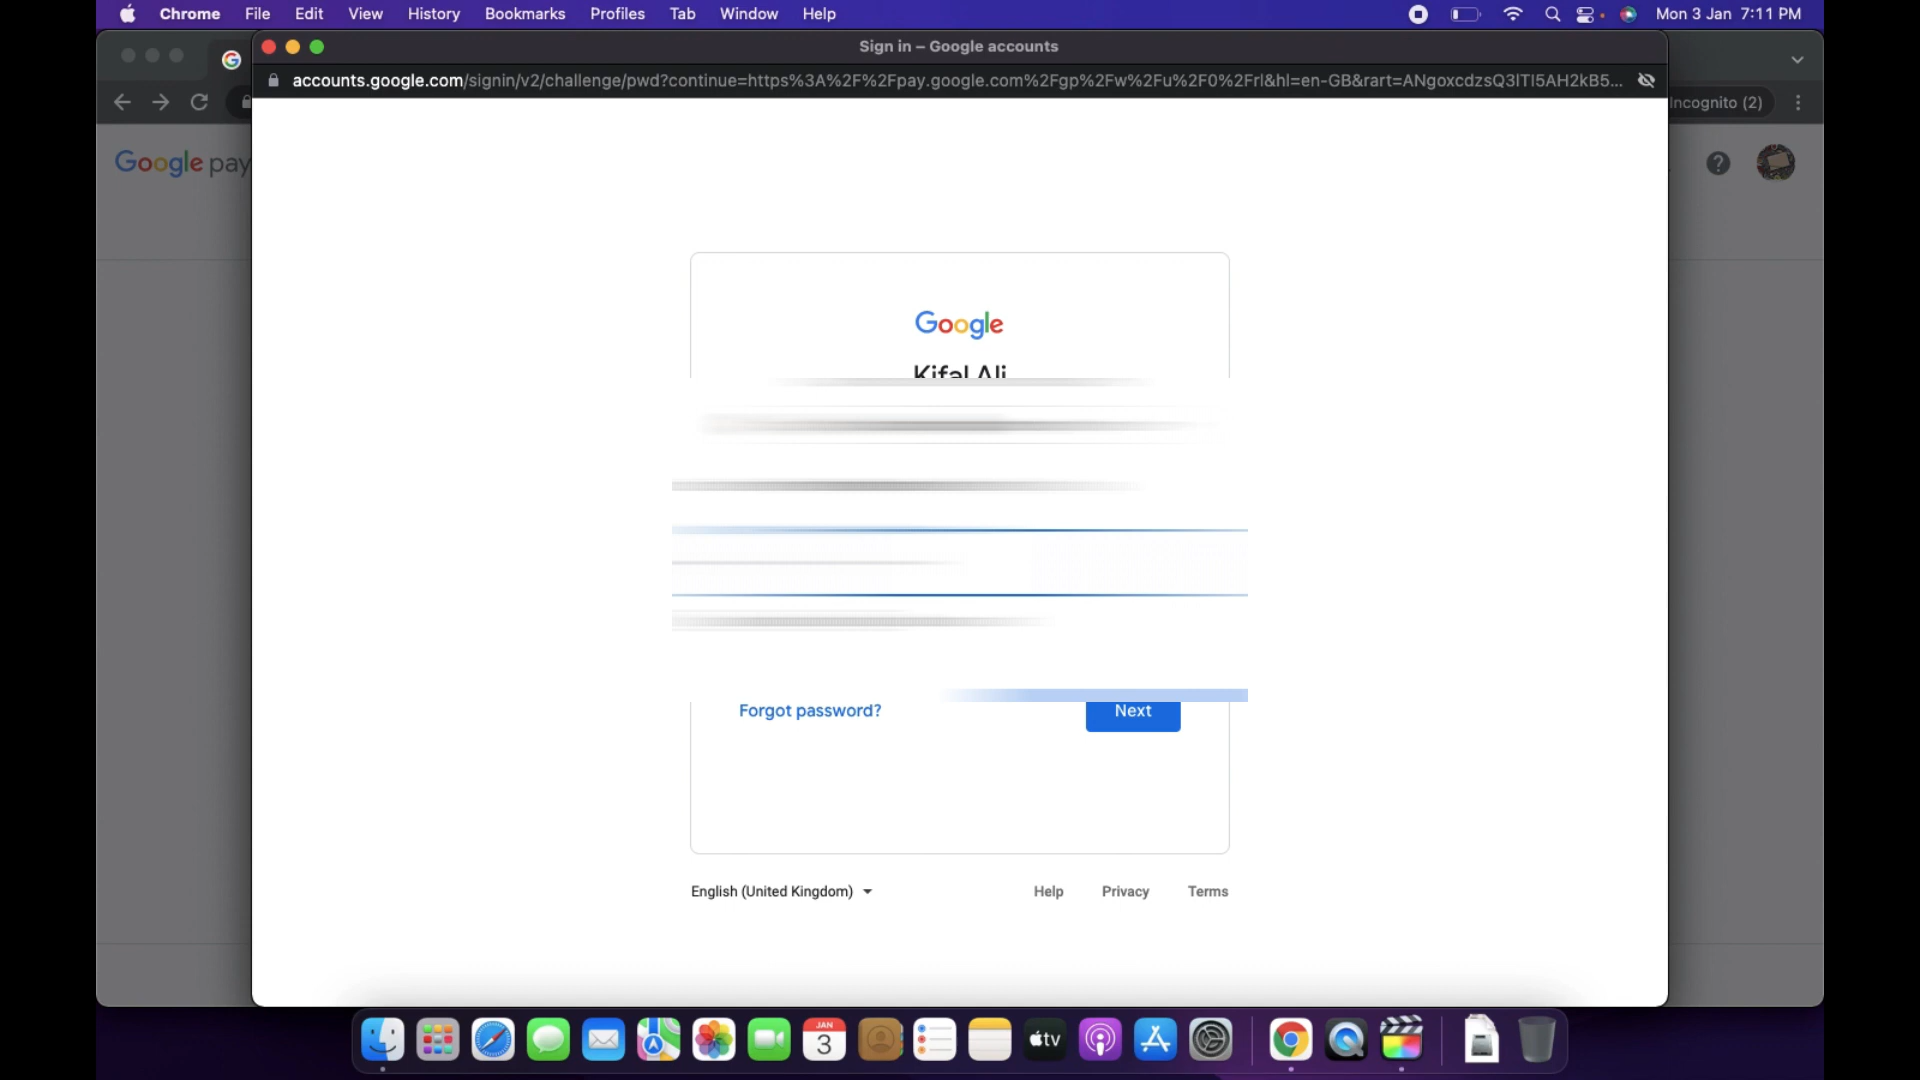 Chrome File Edit View History Bookmarks Profiles Tab Window Help Mon 3 Jan 7:11 PM
Sign in – Google accounts
accounts.google.com/signin/v2/challenge/pwd?continue=https%3A%2F%2Fpay.google.com%2Fgp%2Fw%2Fu%2F0%2Frl&hl=en-GB&rart=ANgoxcdzsQ3lTI5AH2kB5...
Incognito (2)
Google pay
Google
Kifal Ali
Forgot password? Next
English (United Kingdom) Help Privacy Terms
JAN
3
tv